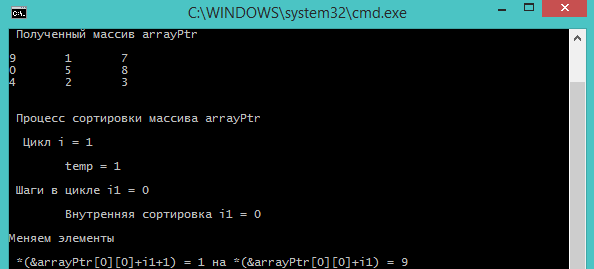 C:\WINDOWS\system32\cmd.exe
Полученный массив arrayPtr
9 1 7
0 5 8
4 2 3
Процесс сортировки массива arrayPtr
Цикл i = 1
temp = 1
Шаги в цикле i1 = 0
Внутренняя сортировка i1 = 0
Меняем элементы
*(&arrayPtr[0][0]+i1+1) = 1 на *(&arrayPtr[0][0]+i1) = 9